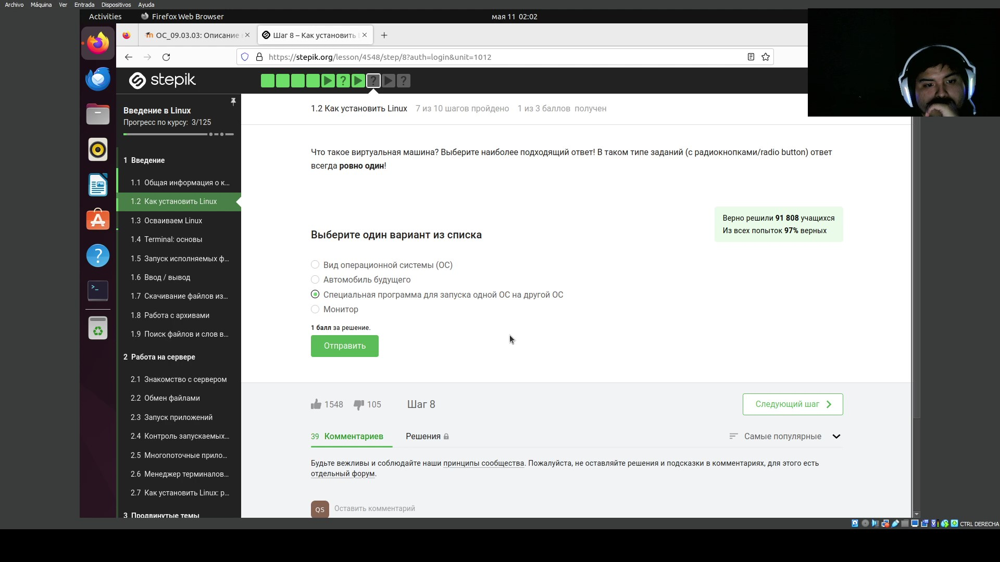 Archivo Máquina Ver Entrada Dispositivos Ayuda
Activities Firefox Web Browser мая 11 02:02
ОС_09.03.03: Описание
Шаг 8 – Как установить
https://stepik.org/lesson/4548/step/8?auth=login&unit=1012
stepik
Введение в Linux
Прогресс по курсу: 3/125
1 Введение
1.1 Общая информация о к...
1.2 Как установить Linux
1.3 Осваиваем Linux
1.4 Terminal: основы
1.5 Запуск исполняемых ф...
1.6 Ввод / вывод
1.7 Скачивание файлов из...
1.8 Работа с архивами
1.9 Поиск файлов и слов в...
2 Работа на сервере
2.1 Знакомство с сервером
2.2 Обмен файлами
2.3 Запуск приложений
2.4 Контроль запускаемых...
2.5 Многопоточные прило...
2.6 Менеджер терминалов...
2.7 Как установить Linux: р...
3 Продвинутые темы
1.2 Как установить Linux 7 из 10 шагов пройдено 1 из 3 баллов получен
Что такое виртуальная машина? Выберите наиболее подходящий ответ! В таком типе заданий (с радиокнопками/radio button) ответ
всегда ровно один!
Верно решили 91 808 учащихся
Из всех попыток 97% верных
Выберите один вариант из списка
Вид операционной системы (ОС)
Автомобиль будущего
Специальная программа для запуска одной ОС на другой ОС
Монитор
1 балл за решение.
Отправить
1548 105 Шаг 8 Следующий шаг
39 Комментариев Решения Самые популярные
Будьте вежливы и соблюдайте наши принципы сообщества. Пожалуйста, не оставляйте решения и подсказки в комментариях, для этого есть
отдельный форум.
QS Оставить комментарий
CTRL DERECHA